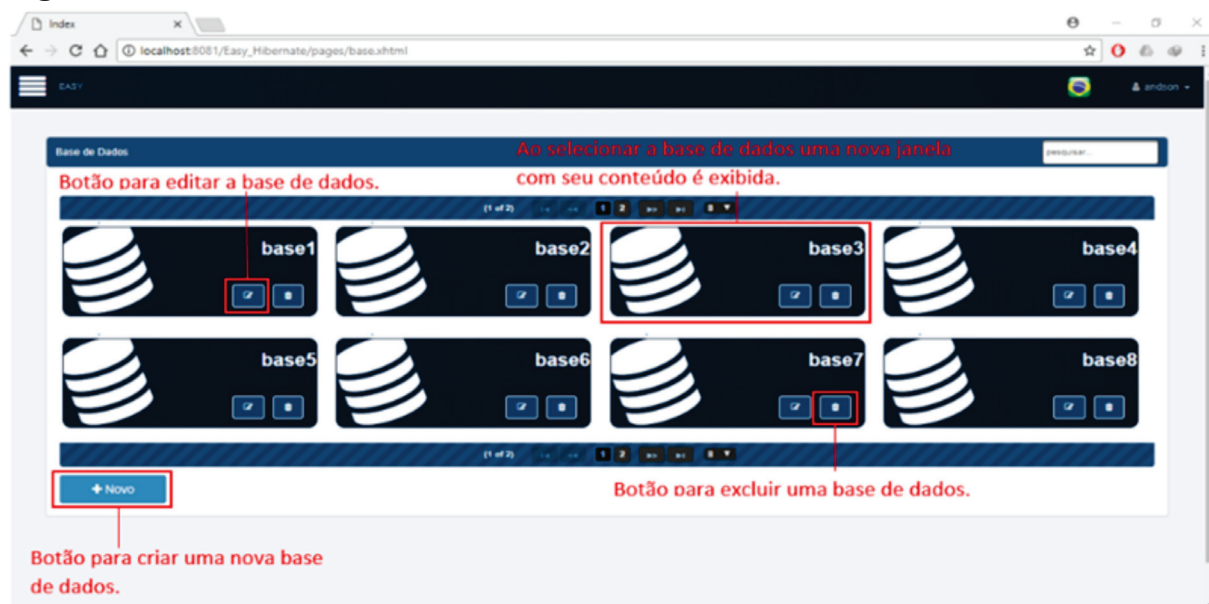 Index
localhost:8081/Easy_Hibernate/pages/base.xhtml
EASY
andson
Base de Dados
Ao selecionar a base de dados uma nova janela
com seu conteúdo é exibida.
pesquisar...
Botão para editar a base de dados.
(1 of 2) 1 2 8
base1
base2
base3
base4
base5
base6
base7
base8
(1 of 2) 1 2 8
+ Novo
Botão para excluir uma base de dados.
Botão para criar uma nova base
de dados.